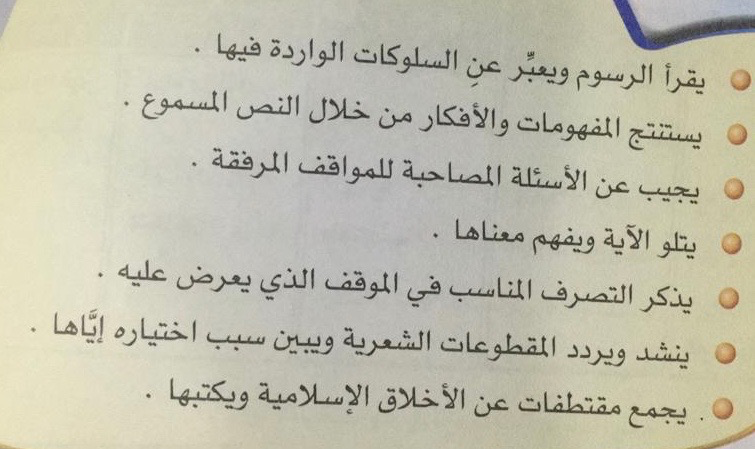 يقرأ الرسوم ويعبِّر عنِ السلوكات الواردة فيها .
يستنتج المفهومات والأفكار من خلال النص المسموع .
يجيب عن الأسئلة المصاحبة للمواقف المرفقة .
يتلو الآية ويفهم معناها .
يذكر التصرف المناسب في الموقف الذي يعرض عليه .
ينشد ويردد المقطوعات الشعرية ويبين سبب اختياره إيَّاها .
. يجمع مقتطفات عن الأخلاق الإسلامية ويكتبها .